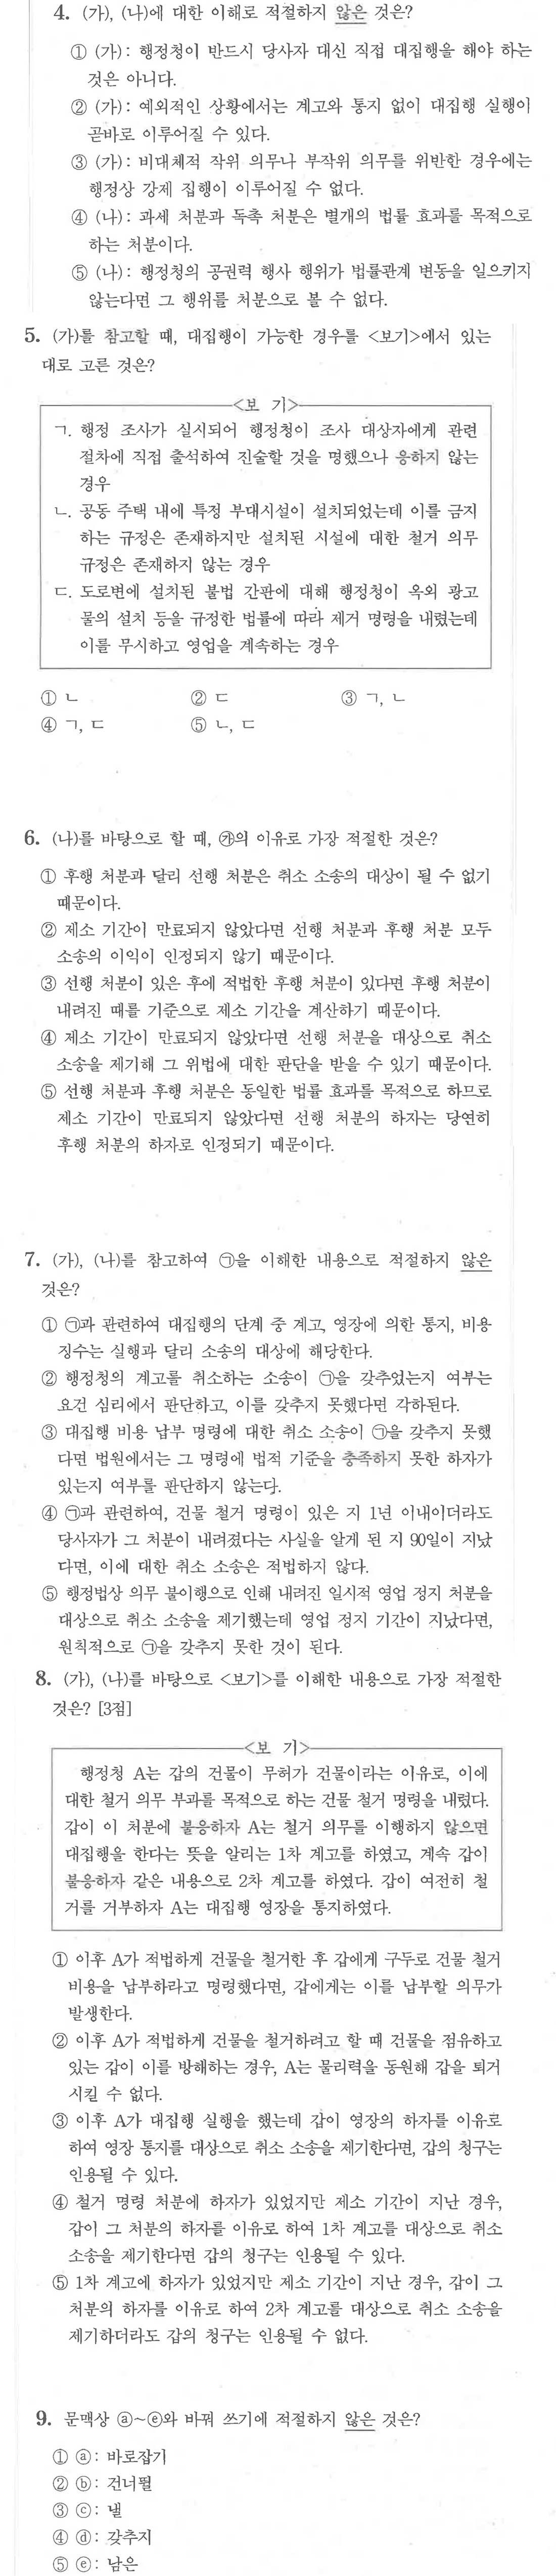 4. (가), (나)에 대한 이해로 적절하지 않은 것은?
① (가): 행정청이 반드시 당사자 대신 직접 대집행을 해야 하는
것은 아니다.
② (가): 예외적인 상황에서는 계고와 통지 없이 대집행 실행이
곧바로 이루어질 수 있다.
③ (가): 비대체적 작위 의무나 부작위 의무를 위반한 경우에는
행정상 강제 집행이 이루어질 수 없다.
④ (나): 과세 처분과 독촉 처분은 별개의 법률 효과를 목적으로
하는 처분이다.
⑤ (나): 행정청의 공권력 행사 행위가 법률관계 변동을 일으키지
않는다면 그 행위를 처분으로 볼 수 없다.
5. (가)를 참고할 때, 대집행이 가능한 경우를 <보기>에서 있는
대로 고른 것은?
<보 기>
ㄱ. 행정 조사가 실시되어 행정청이 조사 대상자에게 관련
절차에 직접 출석하여 진술할 것을 명했으나 응하지 않는
경우
ㄴ. 공동 주택 내에 특정 부대시설이 설치되었는데 이를 금지
하는 규정은 존재하지만 설치된 시설에 대한 철거 의무
규정은 존재하지 않는 경우
ㄷ. 도로변에 설치된 불법 간판에 대해 행정청이 옥외 광고
물의 설치 등을 규정한 법률에 따라 제거 명령을 내렸는데
이를 무시하고 영업을 계속하는 경우
① ㄴ ② ㄷ ③ ㄱ, ㄴ
④ ㄱ, ㄷ ⑤ ㄴ, ㄷ
6. (나)를 바탕으로 할 때, ㉮의 이유로 가장 적절한 것은?
① 후행 처분과 달리 선행 처분은 취소 소송의 대상이 될 수 없기
때문이다.
② 제소 기간이 만료되지 않았다면 선행 처분과 후행 처분 모두
소송의 이익이 인정되지 않기 때문이다.
③ 선행 처분이 있은 후에 적법한 후행 처분이 있다면 후행 처분이
내려진 때를 기준으로 제소 기간을 계산하기 때문이다.
④ 제소 기간이 만료되지 않았다면 선행 처분을 대상으로 취소
소송을 제기해 그 위법에 대한 판단을 받을 수 있기 때문이다.
⑤ 선행 처분과 후행 처분은 동일한 법률 효과를 목적으로 하므로
제소 기간이 만료되지 않았다면 선행 처분의 하자는 당연히
후행 처분의 하자로 인정되기 때문이다.
7. (가), (나)를 참고하여 ㉠을 이해한 내용으로 적절하지 않은
것은?
① ㉠과 관련하여 대집행의 단계 중 계고, 영장에 의한 통지, 비용
징수는 실행과 달리 소송의 대상에 해당한다.
② 행정청의 계고를 취소하는 소송이 ㉠을 갖추었는지 여부는
요건 심리에서 판단하고, 이를 갖추지 못했다면 각하된다.
③ 대집행 비용 납부 명령에 대한 취소 소송이 ㉠을 갖추지 못했
다면 법원에서는 그 명령에 법적 기준을 충족하지 못한 하자가
있는지 여부를 판단하지 않는다.
④ ㉠과 관련하여, 건물 철거 명령이 있은 지 1년 이내이더라도
당사자가 그 처분이 내려졌다는 사실을 알게 된 지 90일이 지났
다면, 이에 대한 취소 소송은 적법하지 않다.
⑤ 행정법상 의무 불이행으로 인해 내려진 일시적 영업 정지 처분을
대상으로 취소 소송을 제기했는데 영업 정지 기간이 지났다면,
원칙적으로 ㉠을 갖추지 못한 것이 된다.
8. (가), (나)를 바탕으로 <보기>를 이해한 내용으로 가장 적절한
것은? [3점]
<보 기>
행정청 A는 갑의 건물이 무허가 건물이라는 이유로, 이에
대한 철거 의무 부과를 목적으로 하는 건물 철거 명령을 내렸다.
갑이 이 처분에 불응하자 A는 철거 의무를 이행하지 않으면
대집행을 한다는 뜻을 알리는 1차 계고를 하였고, 계속 갑이
불응하자 같은 내용으로 2차 계고를 하였다. 갑이 여전히 철
거를 거부하자 A는 대집행 영장을 통지하였다.
① 이후 A가 적법하게 건물을 철거한 후 갑에게 구두로 건물 철거
비용을 납부하라고 명령했다면, 갑에게는 이를 납부할 의무가
발생한다.
② 이후 A가 적법하게 건물을 철거하려고 할 때 건물을 점유하고
있는 갑이 이를 방해하는 경우, A는 물리력을 동원해 갑을 퇴거
시킬 수 없다.
③ 이후 A가 대집행 실행을 했는데 갑이 영장의 하자를 이유로
하여 영장 통지를 대상으로 취소 소송을 제기한다면, 갑의 청구는
인용될 수 있다.
④ 철거 명령 처분에 하자가 있었지만 제소 기간이 지난 경우,
갑이 그 처분의 하자를 이유로 하여 1차 계고를 대상으로 취소
소송을 제기한다면 갑의 청구는 인용될 수 있다.
⑤ 1차 계고에 하자가 있었지만 제소 기간이 지난 경우, 갑이 그
처분의 하자를 이유로 하여 2차 계고를 대상으로 취소 소송을
제기하더라도 갑의 청구는 인용될 수 없다.
9. 문맥상 ⓐ~ⓔ와 바꿔 쓰기에 적절하지 않은 것은?
① ⓐ: 바로잡기
② ⓑ: 건너뛸
③ ⓒ: 낼
④ ⓓ: 갖추지
⑤ ⓔ: 남은